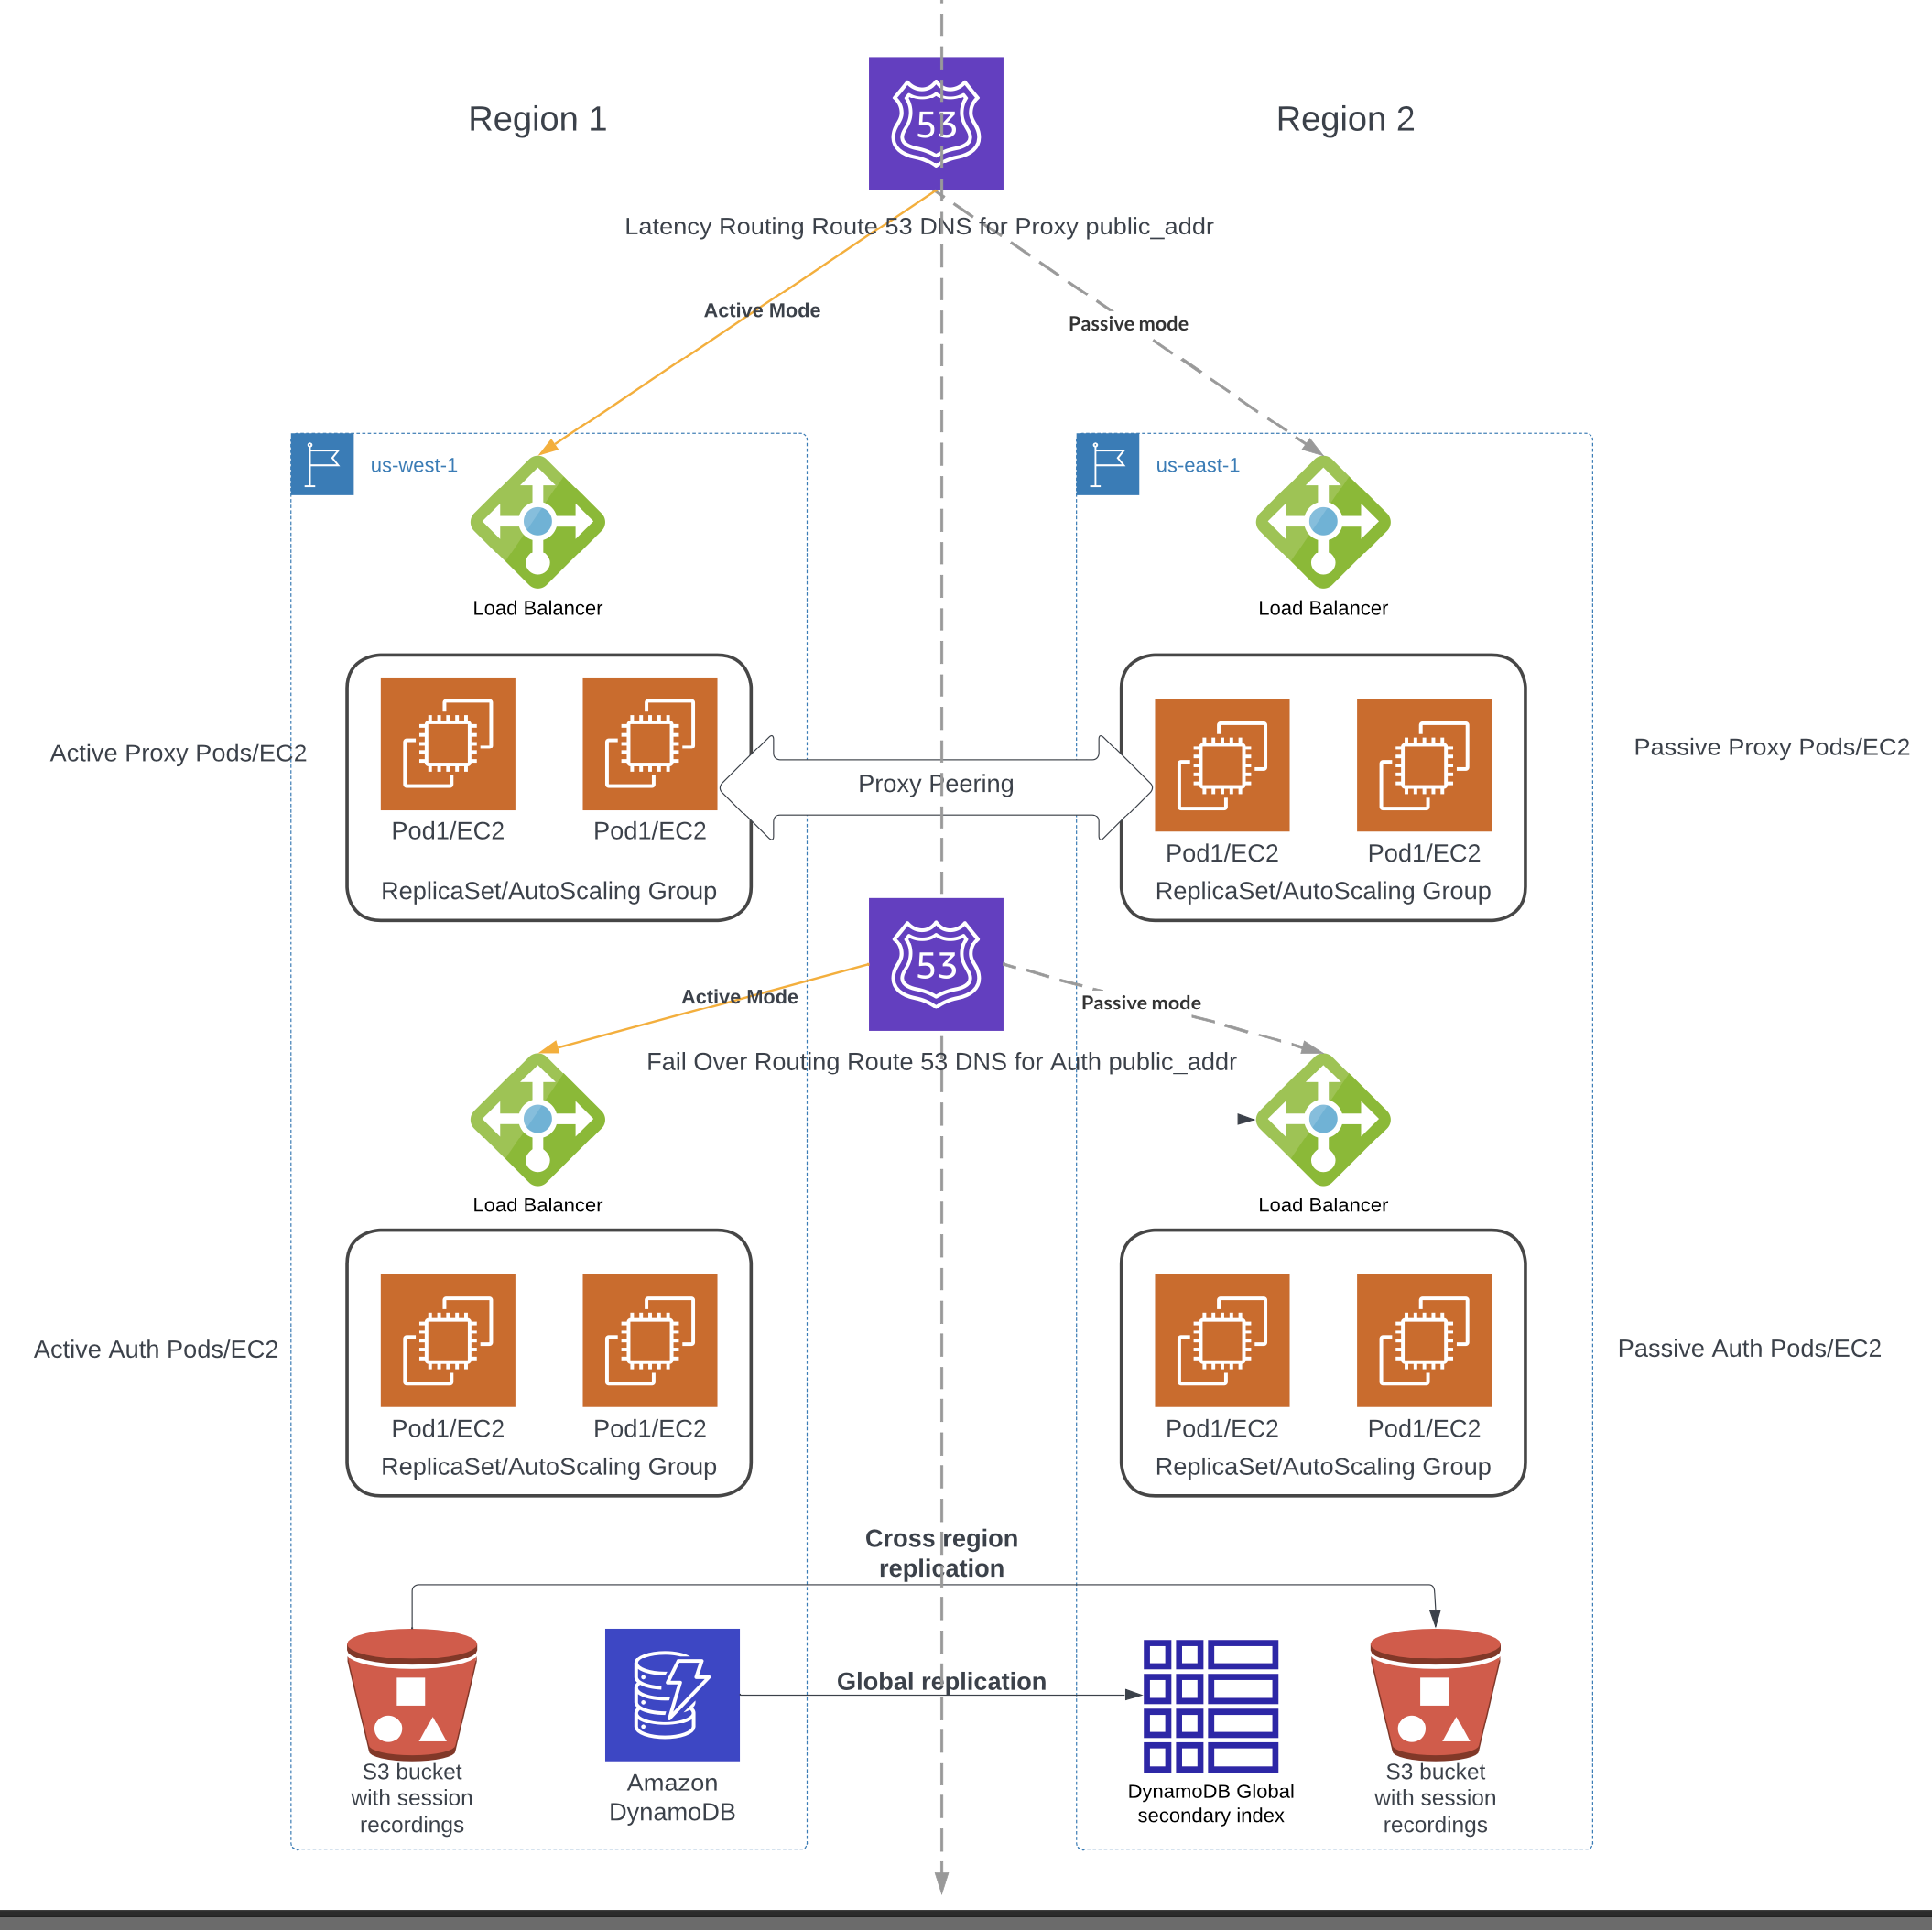 Region 1
53
Region 2
Latency Routing Route 53 DNS for Proxy public_addr
Active Mode
Passive mode
us-west-1
us-east-1
Load Balancer
Load Balancer
Active Proxy Pods/EC2
Pod1/EC2
Pod1/EC2
ReplicaSet/AutoScaling Group
Proxy Peering
Pod1/EC2
Pod1/EC2
ReplicaSet/AutoScaling Group
Passive Proxy Pods/EC2
53
Active Mode
Passive mode
Fail Over Routing Route 53 DNS for Auth public_addr
Load Balancer
Load Balancer
Active Auth Pods/EC2
Pod1/EC2
Pod1/EC2
ReplicaSet/AutoScaling Group
Pod1/EC2
Pod1/EC2
ReplicaSet/AutoScaling Group
Passive Auth Pods/EC2
Cross region
replication
Global replication
S3 bucket
with session
recordings
Amazon
DynamoDB
DynamoDB Global
secondary index
S3 bucket
with session
recordings